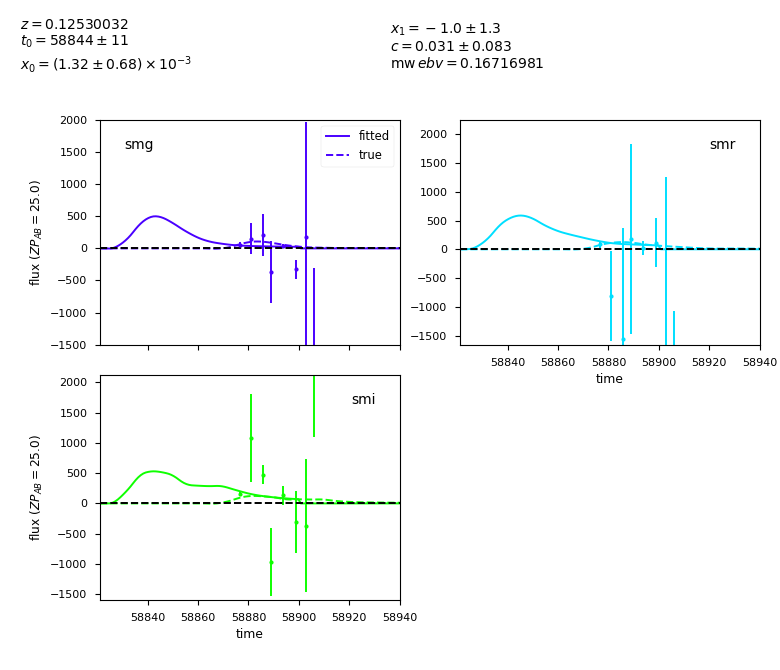 z = 0.12530032
t₀ = 58844 ± 11
x₀ = (1.32 ± 0.68) × 10⁻³
x₁ = −1.0 ± 1.3
c = 0.031 ± 0.083
mw ebv = 0.16716981
smg
fitted
true
2000
1500
1000
500
0
−500
−1000
−1500
flux (ZP_AB = 25.0)
smr
2000
1500
1000
500
0
−500
−1000
−1500
58840 58860 58880 58900 58920 58940
time
smi
2000
1500
1000
500
0
−500
−1000
−1500
flux (ZP_AB = 25.0)
58840 58860 58880 58900 58920 58940
time